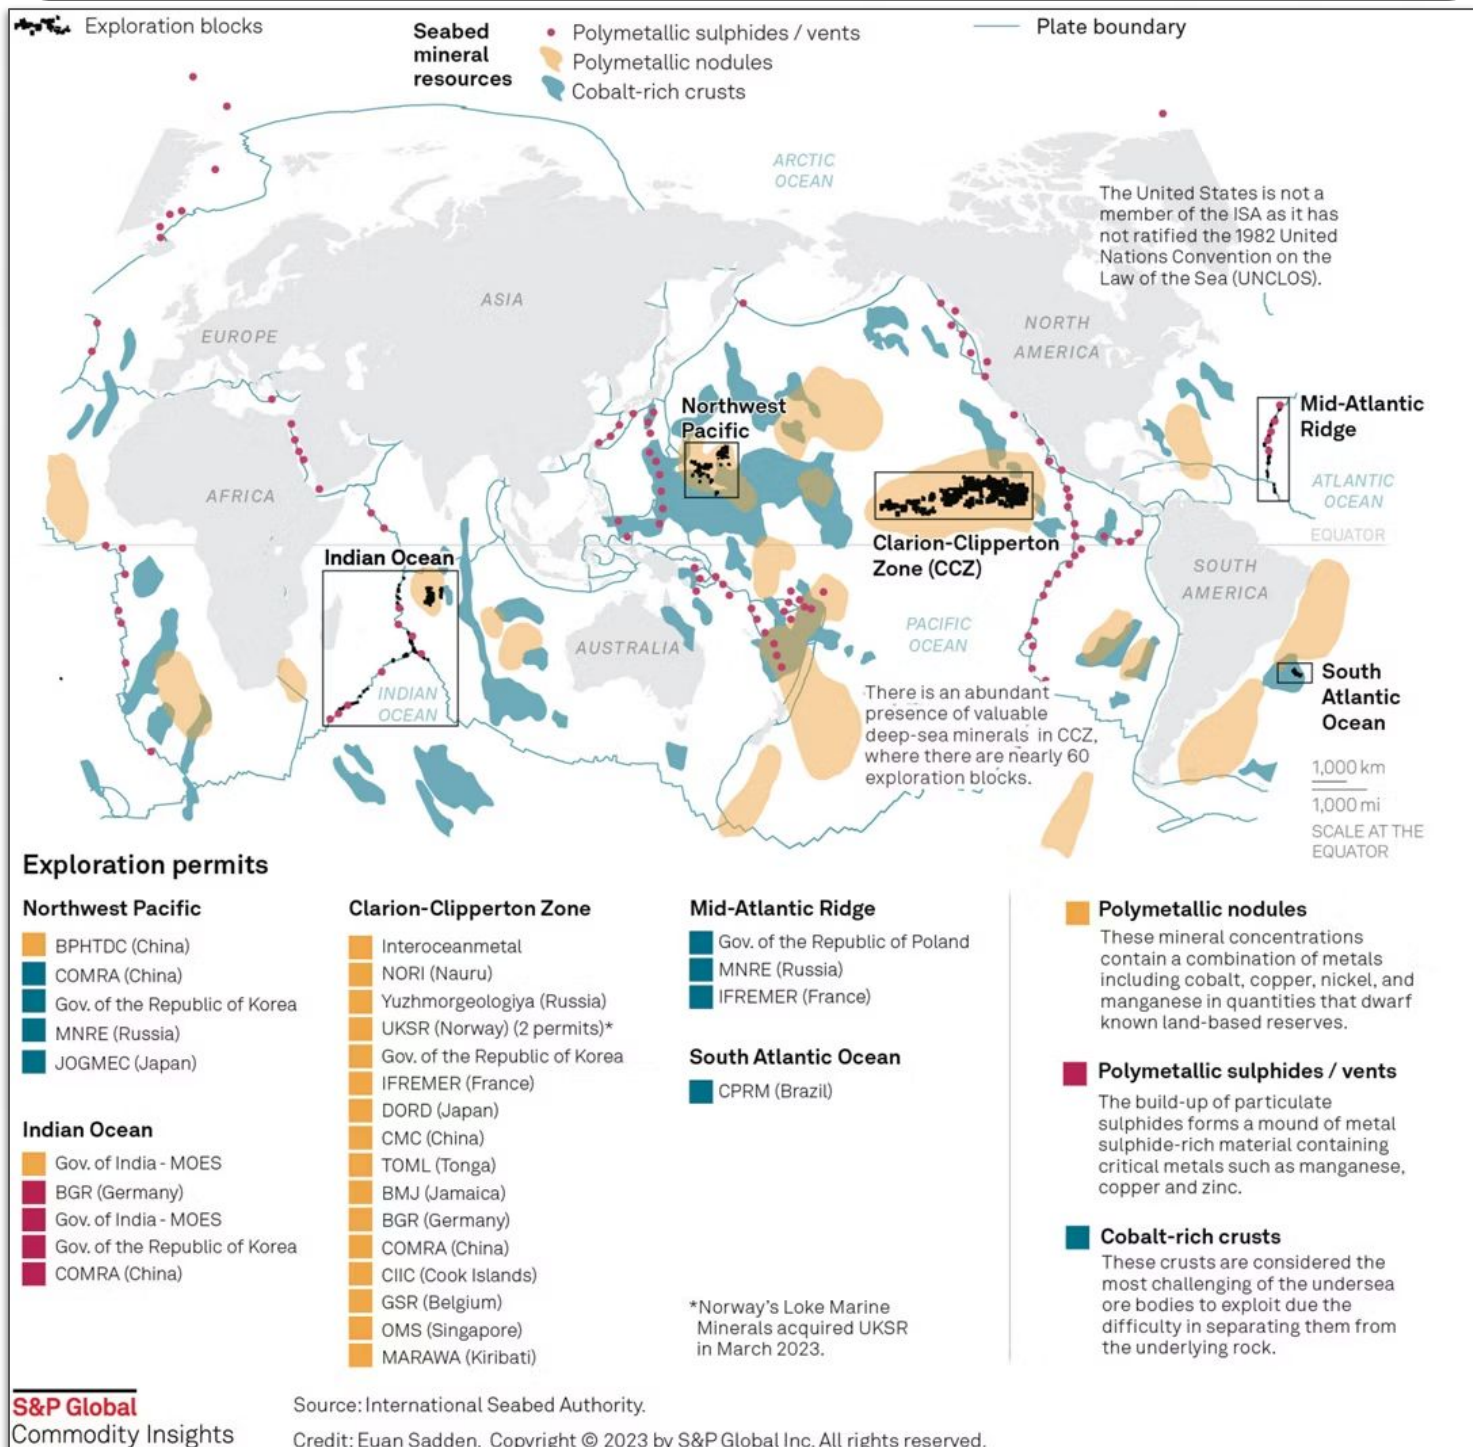 Exploration blocks
Seabed
mineral
resources
Polymetallic sulphides / vents
Polymetallic nodules
Cobalt-rich crusts
Plate boundary
ARCTIC
OCEAN
The United States is not a
member of the ISA as it has
not ratified the 1982 United
Nations Convention on the
Law of the Sea (UNCLOS).
ASIA
EUROPE
NORTH
AMERICA
Northwest
Pacific
Mid-Atlantic
Ridge
AFRICA
ATLANTIC
OCEAN
EQUATOR
Indian Ocean
Clarion-Clipperton
Zone (CCZ)
SOUTH
AMERICA
AUSTRALIA
PACIFIC
OCEAN
INDIAN
OCEAN
South
Atlantic
Ocean
There is an abundant
presence of valuable
deep-sea minerals in CCZ,
where there are nearly 60
exploration blocks.
1,000 km
1,000 mi
SCALE AT THE
EQUATOR
Exploration permits
Northwest Pacific
BPHTDC (China)
COMRA (China)
Gov. of the Republic of Korea
MNRE (Russia)
JOGMEC (Japan)
Indian Ocean
Gov. of India - MOES
BGR (Germany)
Gov. of India - MOES
Gov. of the Republic of Korea
COMRA (China)
Clarion-Clipperton Zone
Interoceanmetal
NORI (Nauru)
Yuzhmorgeologiya (Russia)
UKSR (Norway) (2 permits)*
Gov. of the Republic of Korea
IFREMER (France)
DORD (Japan)
CMC (China)
TOML (Tonga)
BMJ (Jamaica)
BGR (Germany)
COMRA (China)
CIIC (Cook Islands)
GSR (Belgium)
OMS (Singapore)
MARAWA (Kiribati)
Mid-Atlantic Ridge
Gov. of the Republic of Poland
MNRE (Russia)
IFREMER (France)
South Atlantic Ocean
CPRM (Brazil)
*Norway's Loke Marine
Minerals acquired UKSR
in March 2023.
Polymetallic nodules
These mineral concentrations
contain a combination of metals
including cobalt, copper, nickel, and
manganese in quantities that dwarf
known land-based reserves.
Polymetallic sulphides / vents
The build-up of particulate
sulphides forms a mound of metal
sulphide-rich material containing
critical metals such as manganese,
copper and zinc.
Cobalt-rich crusts
These crusts are considered the
most challenging of the undersea
ore bodies to exploit due the
difficulty in separating them from
the underlying rock.
S&P Global
Commodity Insights
Source: International Seabed Authority.
Credit: Euan Sadden. Copyright © 2023 by S&P Global Inc. All rights reserved.